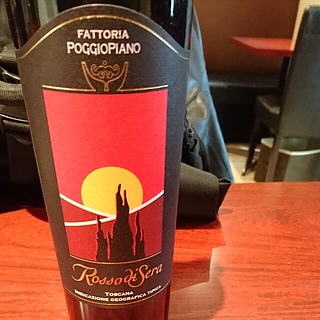 FATTORIA
POGGIOPIANO
Rosso di Sera
TOSCANA
INDICAZIONE GEOGRAFICA TIPICA